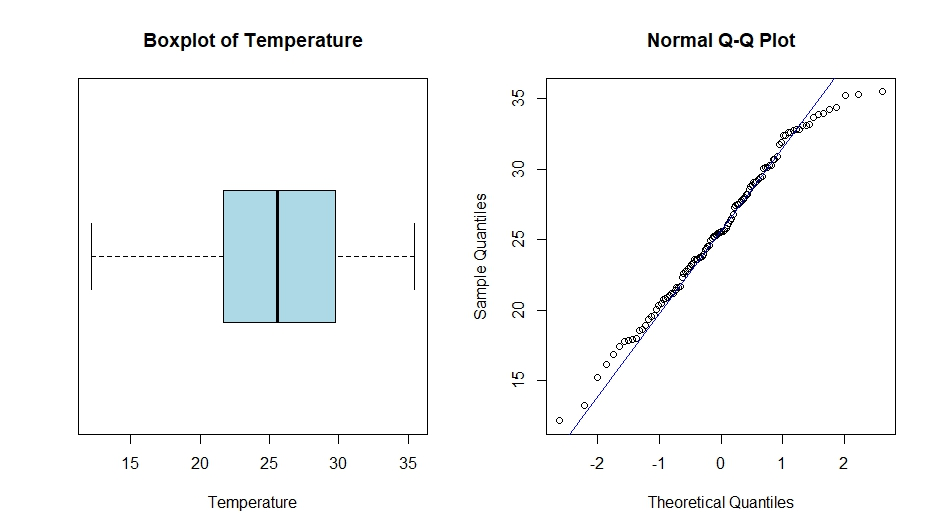 Boxplot of Temperature
15 20 25 30 35
Temperature
Normal Q-Q Plot
35
30
25
20
15
Sample Quantiles
-2 -1 0 1 2
Theoretical Quantiles